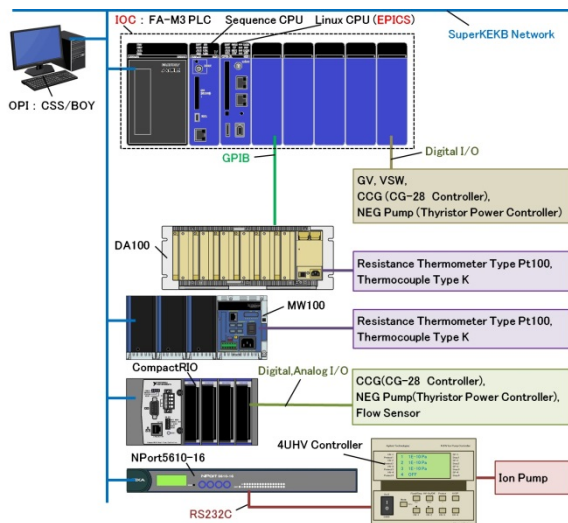 IOC : FA-M3 PLC Sequence CPU Linux CPU (EPICS)
SuperKEKB Network
OPI : CSS/BOY
GPIB
Digital I/O
GV, VSW,
CCG (CG-28 Controller),
NEG Pump (Thyristor Power Controller)
DA100
Resistance Thermometer Type Pt100,
Thermocouple Type K
MW100
Resistance Thermometer Type Pt100,
Thermocouple Type K
CompactRIO
Digital,Analog I/O
CCG(CG-28 Controller),
NEG Pump(Thyristor Power Controller),
Flow Sensor
4UHV Controller
NPort5610-16
Ion Pump
RS232C